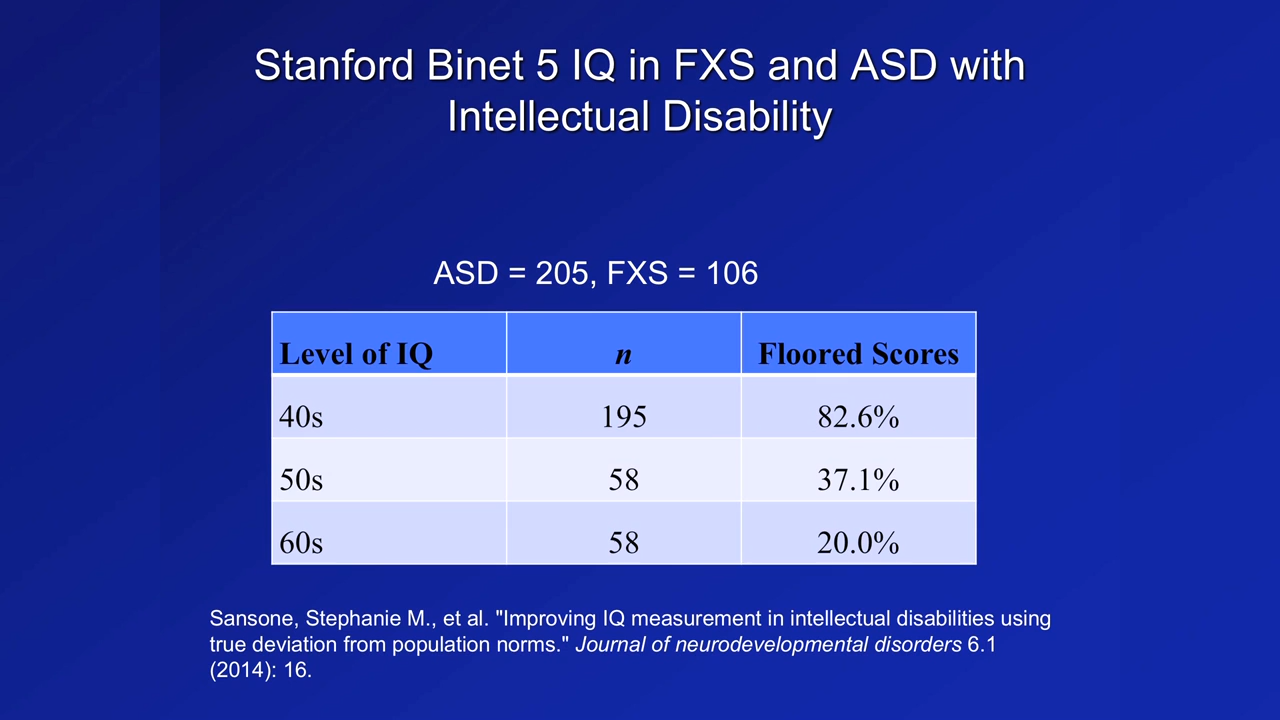 Stanford Binet 5 IQ in FXS and ASD with
Intellectual Disability
ASD = 205, FXS = 106
Level of IQ n Floored Scores
40s 195 82.6%
50s 58 37.1%
60s 58 20.0%
Sansone, Stephanie M., et al. "Improving IQ measurement in intellectual disabilities using
true deviation from population norms." Journal of neurodevelopmental disorders 6.1
(2014): 16.